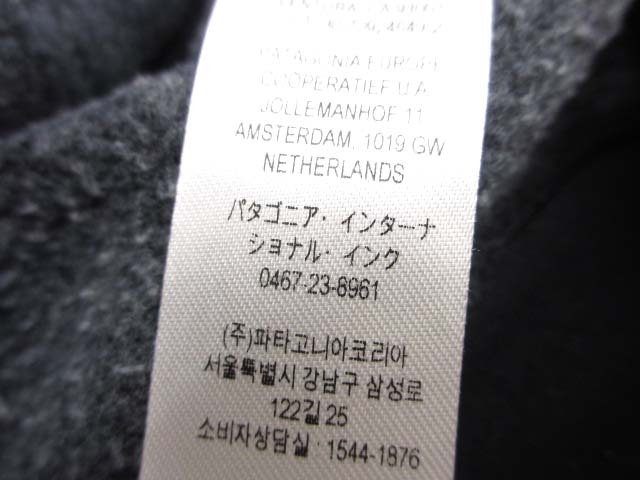 PATAGONIA EUROPE
COOPERATIEF U.A
JOLLEMANHOF 11
AMSTERDAM, 1019 GW
NETHERLANDS
パタゴニア・インターナ
ショナル・インク
0467-23-8961
(주)파타고니아코리아
서울특별시 강남구 삼성로
122길 25
소비자상담실 : 1544-1876